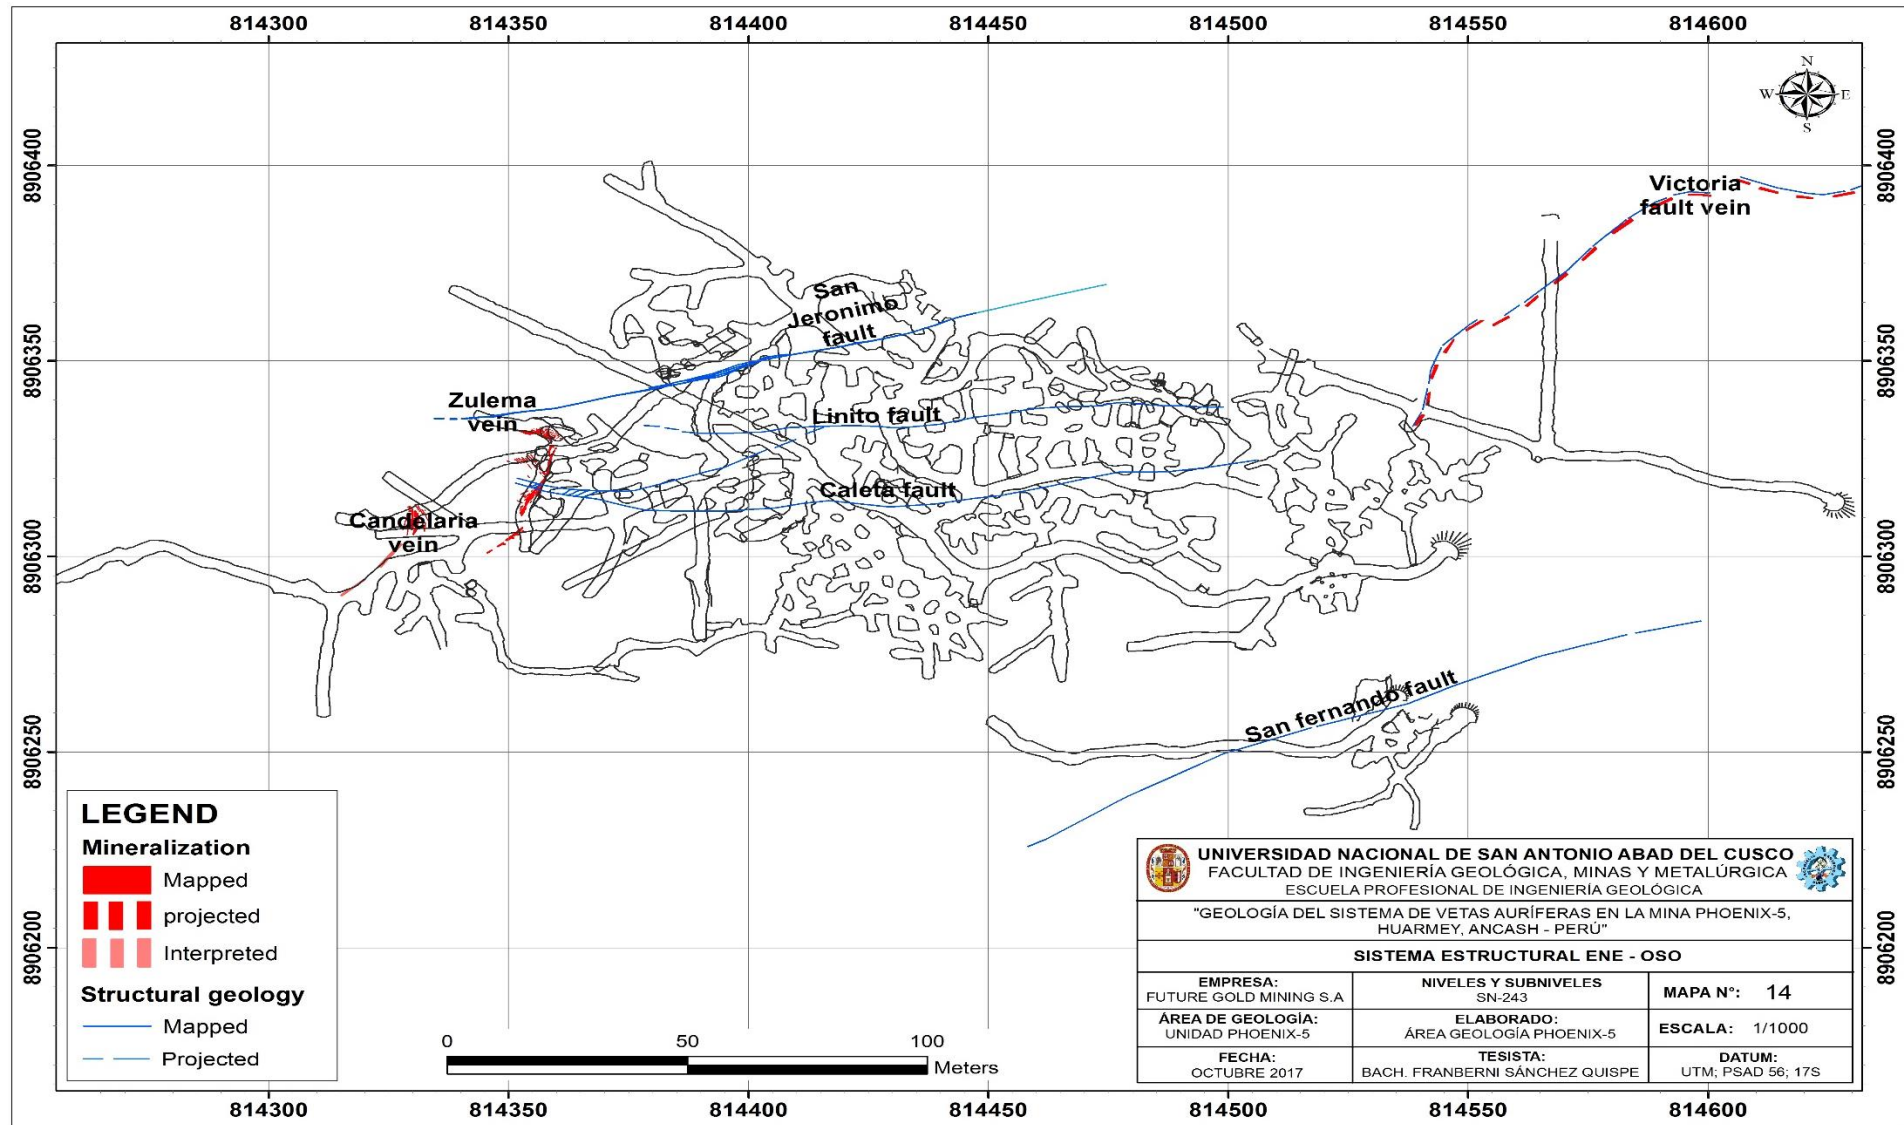 814300 814350 814400 814450 814500 814550 814600
N
W E
S
8906400 8906400
Victoria
fault vein
San
Jeronimo
fault
8906350 8906350
Zulema
vein
Linito fault
Caleta fault
Candelaria
vein
8906300 8906300
San fernando fault
8906250 8906250
LEGEND
Mineralization
Mapped
projected
Interpreted
Structural geology
Mapped
Projected
0 50 100
Meters
UNIVERSIDAD NACIONAL DE SAN ANTONIO ABAD DEL CUSCO
FACULTAD DE INGENIERÍA GEOLÓGICA, MINAS Y METALÚRGICA
ESCUELA PROFESIONAL DE INGENIERÍA GEOLÓGICA
"GEOLOGÍA DEL SISTEMA DE VETAS AURÍFERAS EN LA MINA PHOENIX-5,
HUARMEY, ANCASH - PERÚ"
SISTEMA ESTRUCTURAL ENE - OSO
EMPRESA:
FUTURE GOLD MINING S.A
NIVELES Y SUBNIVELES
SN-243
MAPA N°: 14
ÁREA DE GEOLOGÍA:
UNIDAD PHOENIX-5
ELABORADO:
ÁREA GEOLOGÍA PHOENIX-5
ESCALA: 1/1000
FECHA:
OCTUBRE 2017
TESISTA:
BACH. FRANBERNI SÁNCHEZ QUISPE
DATUM:
UTM; PSAD 56; 17S
8906200 8906200
814300 814350 814400 814450 814500 814550 814600